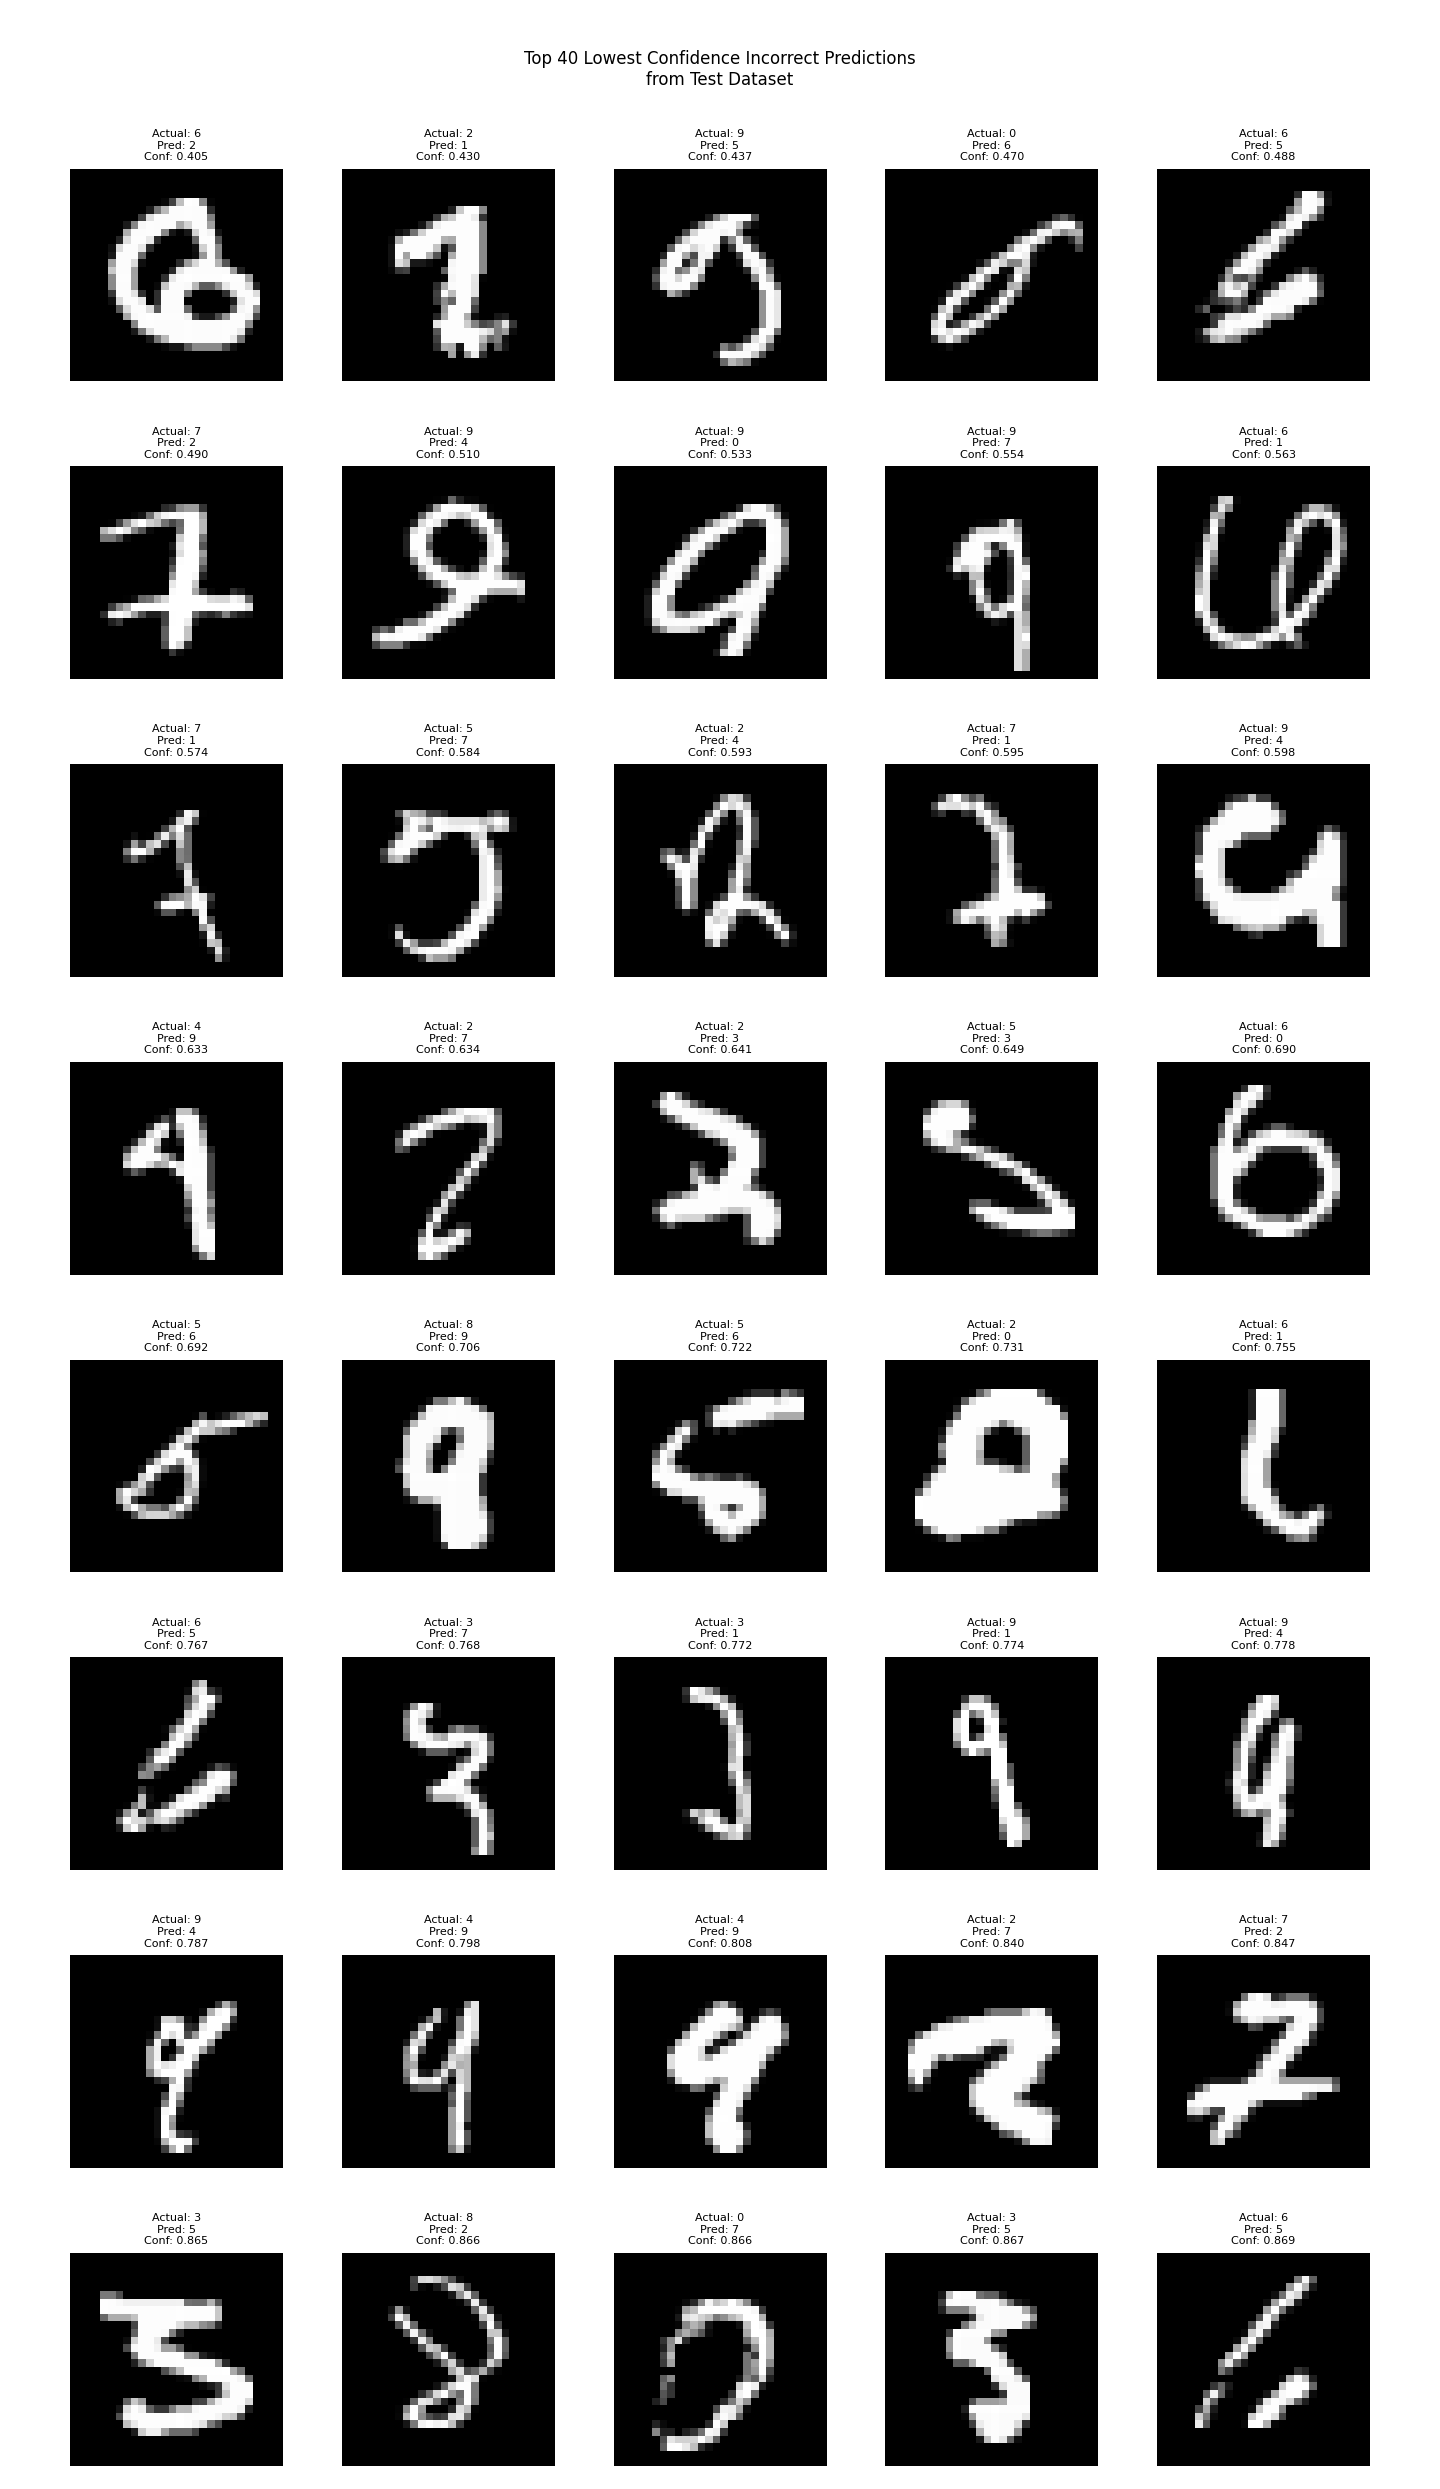 Top 40 Lowest Confidence Incorrect Predictions
from Test Dataset
Actual: 6
Pred: 2
Conf: 0.405
Actual: 2
Pred: 1
Conf: 0.430
Actual: 9
Pred: 5
Conf: 0.437
Actual: 0
Pred: 6
Conf: 0.470
Actual: 6
Pred: 5
Conf: 0.488
Actual: 7
Pred: 2
Conf: 0.490
Actual: 9
Pred: 4
Conf: 0.510
Actual: 9
Pred: 0
Conf: 0.533
Actual: 9
Pred: 7
Conf: 0.554
Actual: 6
Pred: 1
Conf: 0.563
Actual: 7
Pred: 1
Conf: 0.574
Actual: 5
Pred: 7
Conf: 0.584
Actual: 2
Pred: 4
Conf: 0.593
Actual: 7
Pred: 1
Conf: 0.595
Actual: 9
Pred: 4
Conf: 0.598
Actual: 4
Pred: 9
Conf: 0.633
Actual: 2
Pred: 7
Conf: 0.634
Actual: 2
Pred: 3
Conf: 0.641
Actual: 5
Pred: 3
Conf: 0.649
Actual: 6
Pred: 0
Conf: 0.690
Actual: 5
Pred: 6
Conf: 0.692
Actual: 8
Pred: 9
Conf: 0.706
Actual: 5
Pred: 6
Conf: 0.722
Actual: 2
Pred: 0
Conf: 0.731
Actual: 6
Pred: 1
Conf: 0.755
Actual: 6
Pred: 5
Conf: 0.767
Actual: 3
Pred: 7
Conf: 0.768
Actual: 3
Pred: 1
Conf: 0.772
Actual: 9
Pred: 1
Conf: 0.774
Actual: 9
Pred: 4
Conf: 0.778
Actual: 9
Pred: 4
Conf: 0.787
Actual: 4
Pred: 9
Conf: 0.798
Actual: 4
Pred: 9
Conf: 0.808
Actual: 2
Pred: 7
Conf: 0.840
Actual: 7
Pred: 2
Conf: 0.847
Actual: 3
Pred: 5
Conf: 0.865
Actual: 8
Pred: 2
Conf: 0.866
Actual: 0
Pred: 7
Conf: 0.866
Actual: 3
Pred: 5
Conf: 0.867
Actual: 6
Pred: 5
Conf: 0.869